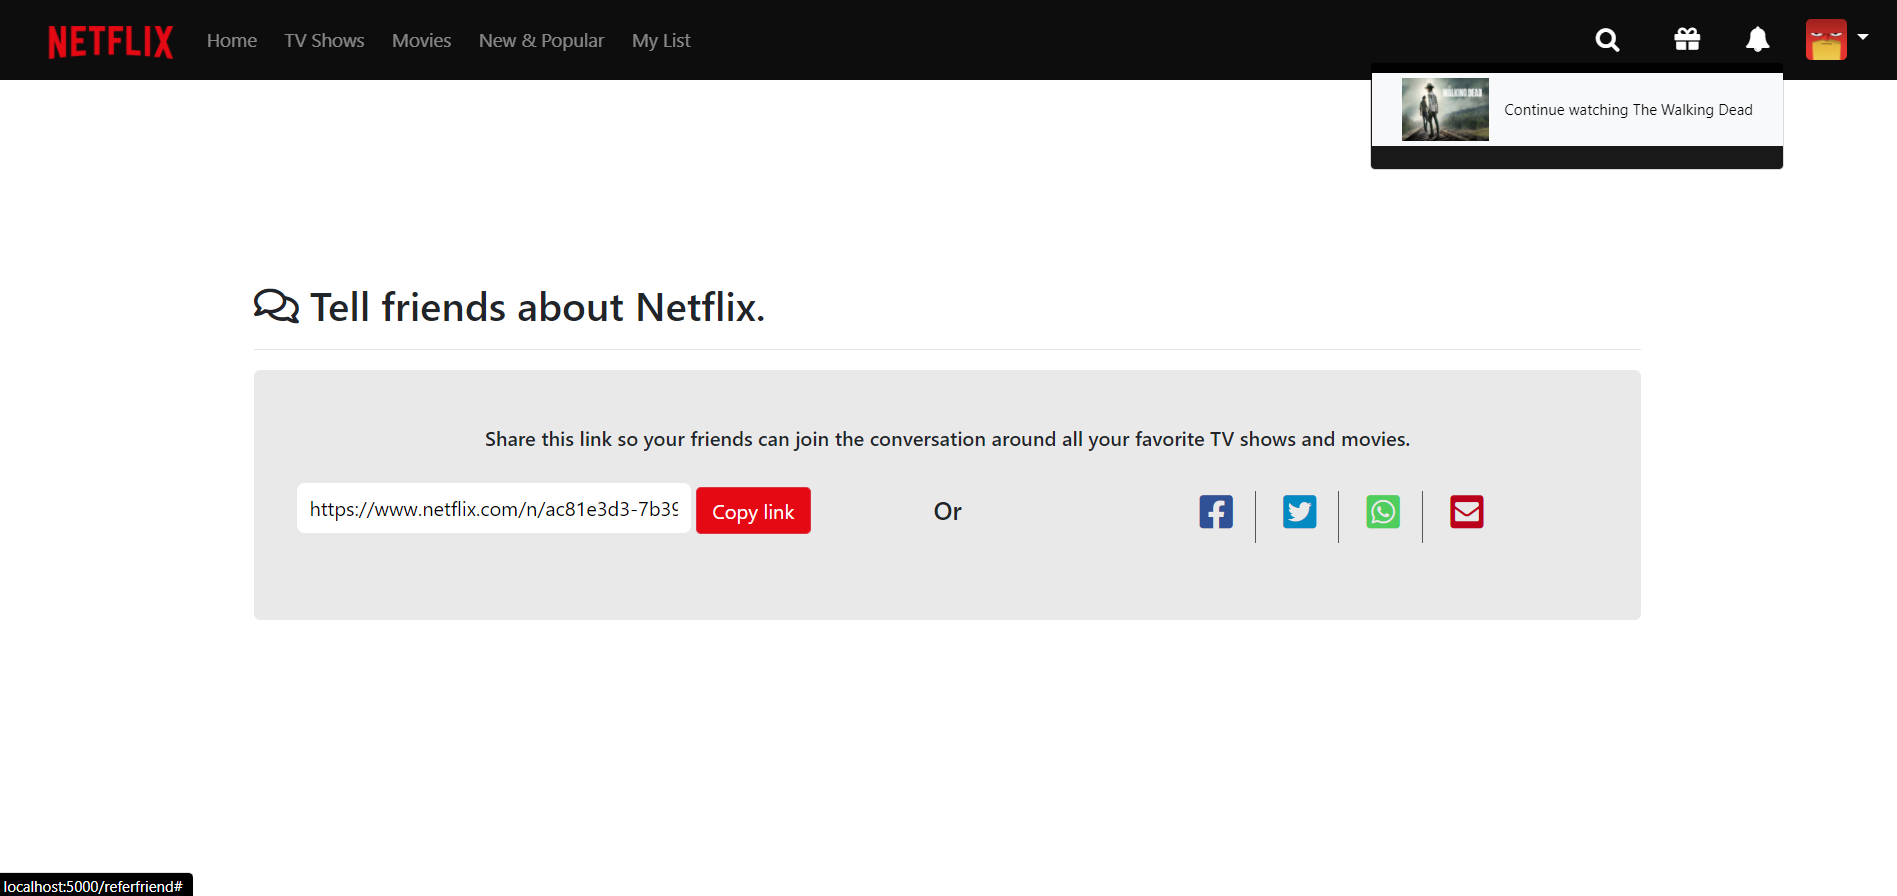 NETFLIX Home TV Shows Movies New & Popular My List
THE WALKING DEAD
Continue watching The Walking Dead
Tell friends about Netflix.
Share this link so your friends can join the conversation around all your favorite TV shows and movies.
https://www.netflix.com/n/ac81e3d3-7b39 Copy link Or
localhost:5000/referfriend#